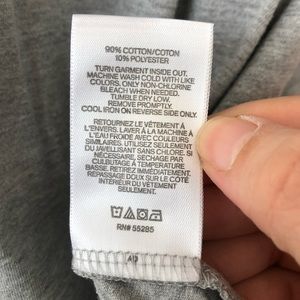 90% COTTON/COTON
10% POLYESTER
TURN GARMENT INSIDE OUT,
MACHINE WASH COLD WITH LIKE
COLORS, ONLY NON-CHLORINE
BLEACH WHEN NEEDED,
TUMBLE DRY LOW,
REMOVE PROMPTLY.
COOL IRON ON REVERSE SIDE ONLY.
RETOURNEZ LE VÊTEMENT À
L'ENVERS. LAVER À LA MACHINE À
L'EAU FROIDE AVEC COULEURS
SIMILAIRES. UTILISEZ SEULEMENT
DU JAVELLISANT SANS CHLORE. SI
NÉCESSAIRE, SÉCHAGE PAR
CULBUTAGE À TEMPÉRATURE
BASSE. RETIREZ IMMÉDIATEMENT.
REPASSAGE DOUX SUR LE CÔTÉ
INTÉRIEUR DU VÊTEMENT
SEULEMENT.
RN# 55285